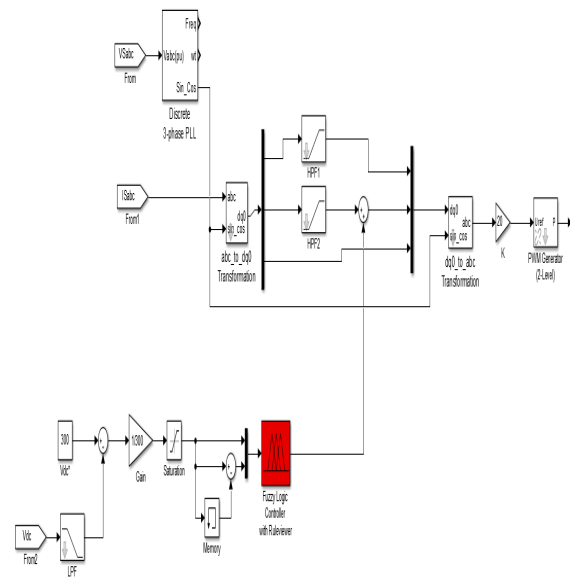 Freq
VSabc
Vabc(pu)
wt
From
Sin_Cos
Discrete
3-phase PLL
HPF1
ISabc
From1
abc
dq0
sin_cos
abc_to_dq0
Transformation
HPF2
dq0
abc
sin_cos
dq0_to_abc
Transformation
20
K
Uref
P
PWM Generator
(2-Level)
300
Vdc*
1/300
Gain
Saturation
Fuzzy Logic
Controller
with Ruleviewer
Memory
Vdc
From2
LPF